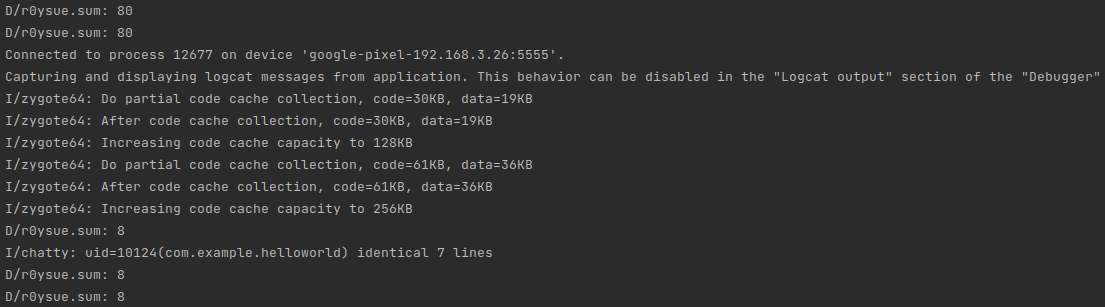 D/r0ysue.sum: 80
D/r0ysue.sum: 80
Connected to process 12677 on device 'google-pixel-192.168.3.26:5555'.
Capturing and displaying logcat messages from application. This behavior can be disabled in the "Logcat output" section of the "Debugger"
I/zygote64: Do partial code cache collection, code=30KB, data=19KB
I/zygote64: After code cache collection, code=30KB, data=19KB
I/zygote64: Increasing code cache capacity to 128KB
I/zygote64: Do partial code cache collection, code=61KB, data=36KB
I/zygote64: After code cache collection, code=61KB, data=36KB
I/zygote64: Increasing code cache capacity to 256KB
D/r0ysue.sum: 8
I/chatty: uid=10124(com.example.helloworld) identical 7 lines
D/r0ysue.sum: 8
D/r0ysue.sum: 8